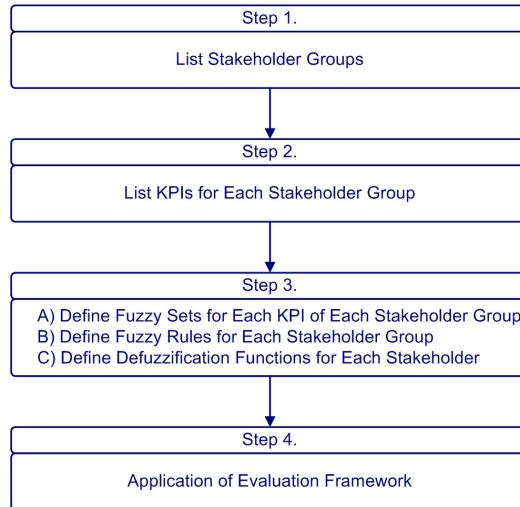 Step 1.
List Stakeholder Groups
Step 2.
List KPIs for Each Stakeholder Group
Step 3.
A) Define Fuzzy Sets for Each KPI of Each Stakeholder Group
B) Define Fuzzy Rules for Each Stakeholder Group
C) Define Defuzzification Functions for Each Stakeholder
Step 4.
Application of Evaluation Framework